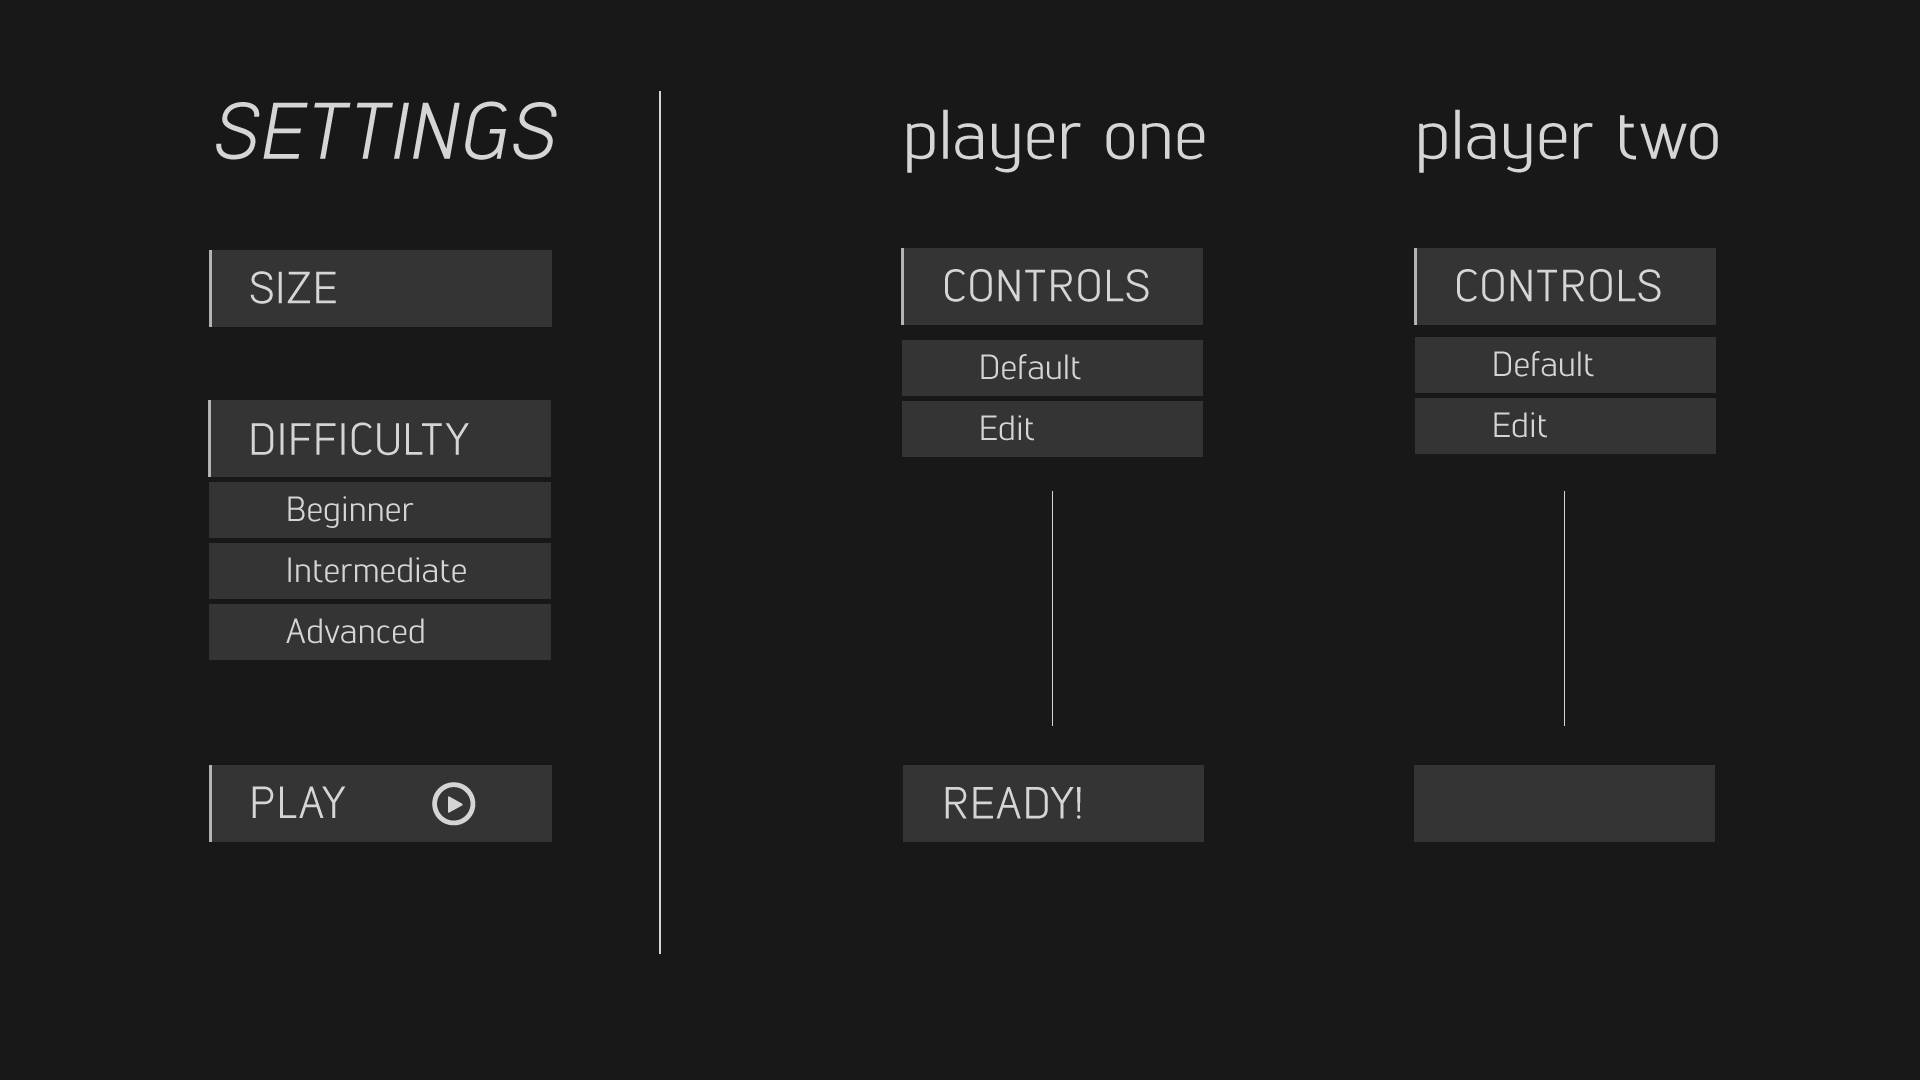 SETTINGS
SIZE
DIFFICULTY
Beginner
Intermediate
Advanced
PLAY
player one
CONTROLS
Default
Edit
READY!
player two
CONTROLS
Default
Edit